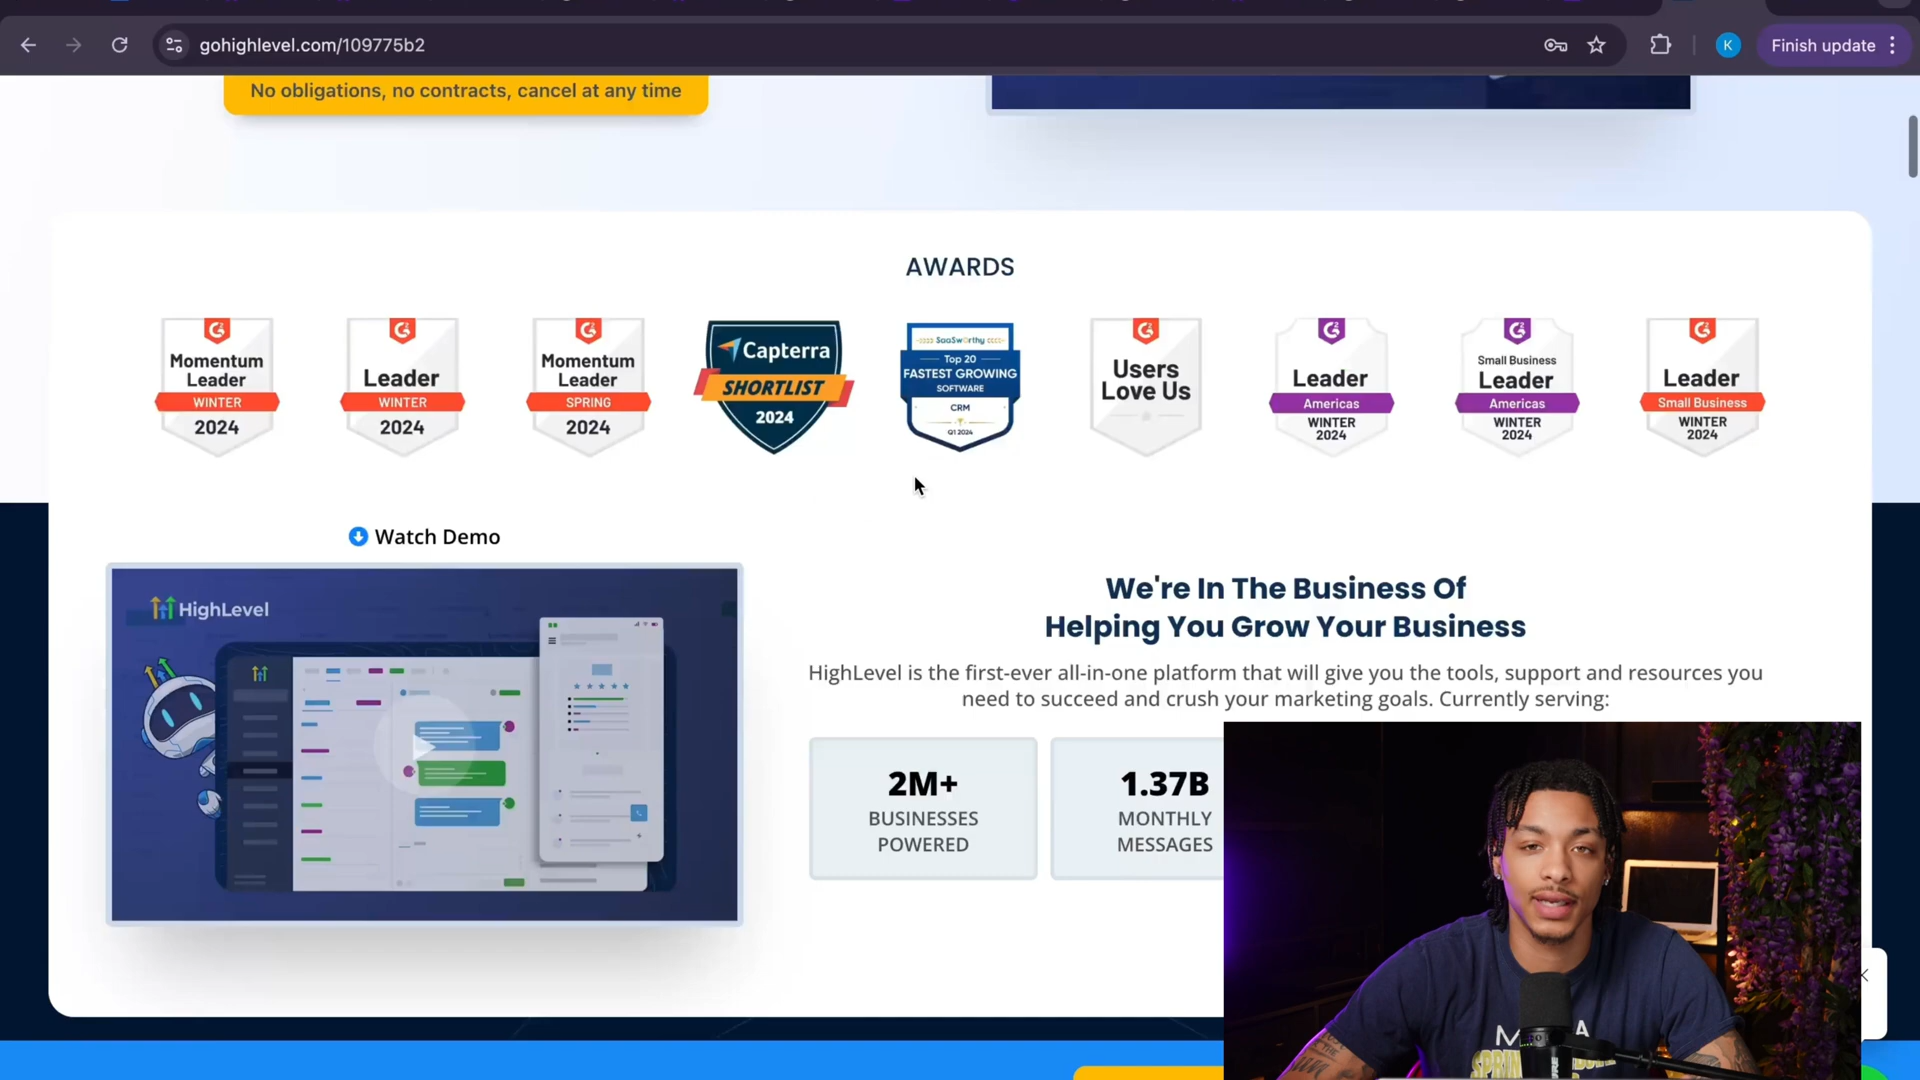 gohighlevel.com/109775b2
K
Finish update
No obligations, no contracts, cancel at any time
AWARDS
Momentum
Leader
WINTER
2024
Leader
WINTER
2024
Momentum
Leader
SPRING
2024
Capterra
SHORTLIST
2024
SaaSworthy
Top 20
FASTEST GROWING
SOFTWARE
CRM
Q1 2024
Users
Love Us
Leader
Americas
WINTER
2024
Small Business
Leader
Americas
WINTER
2024
Leader
Small Business
WINTER
2024
Watch Demo
HighLevel
We're In The Business Of
Helping You Grow Your Business
HighLevel is the first-ever all-in-one platform that will give you the tools, support and resources you
need to succeed and crush your marketing goals. Currently serving:
2M+
BUSINESSES
POWERED
1.37B
MONTHLY
MESSAGES